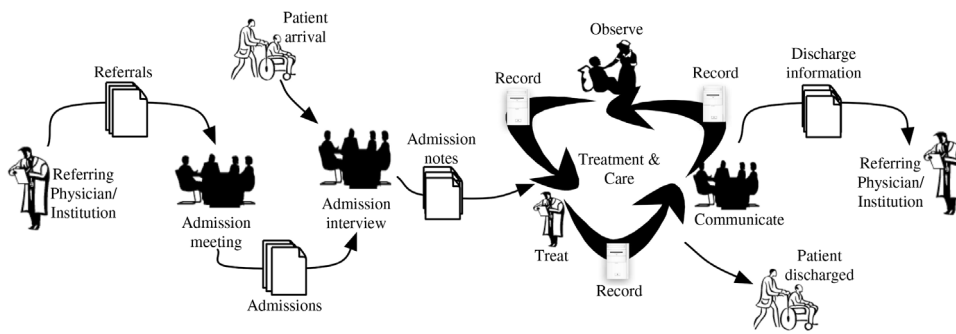 Patient
arrival
Referrals
Referring
Physician/
Institution
Admission
meeting
Admissions
Admission
interview
Admission
notes
Observe
Record
Record
Treatment &
Care
Treat
Record
Communicate
Discharge
information
Referring
Physician/
Institution
Patient
discharged